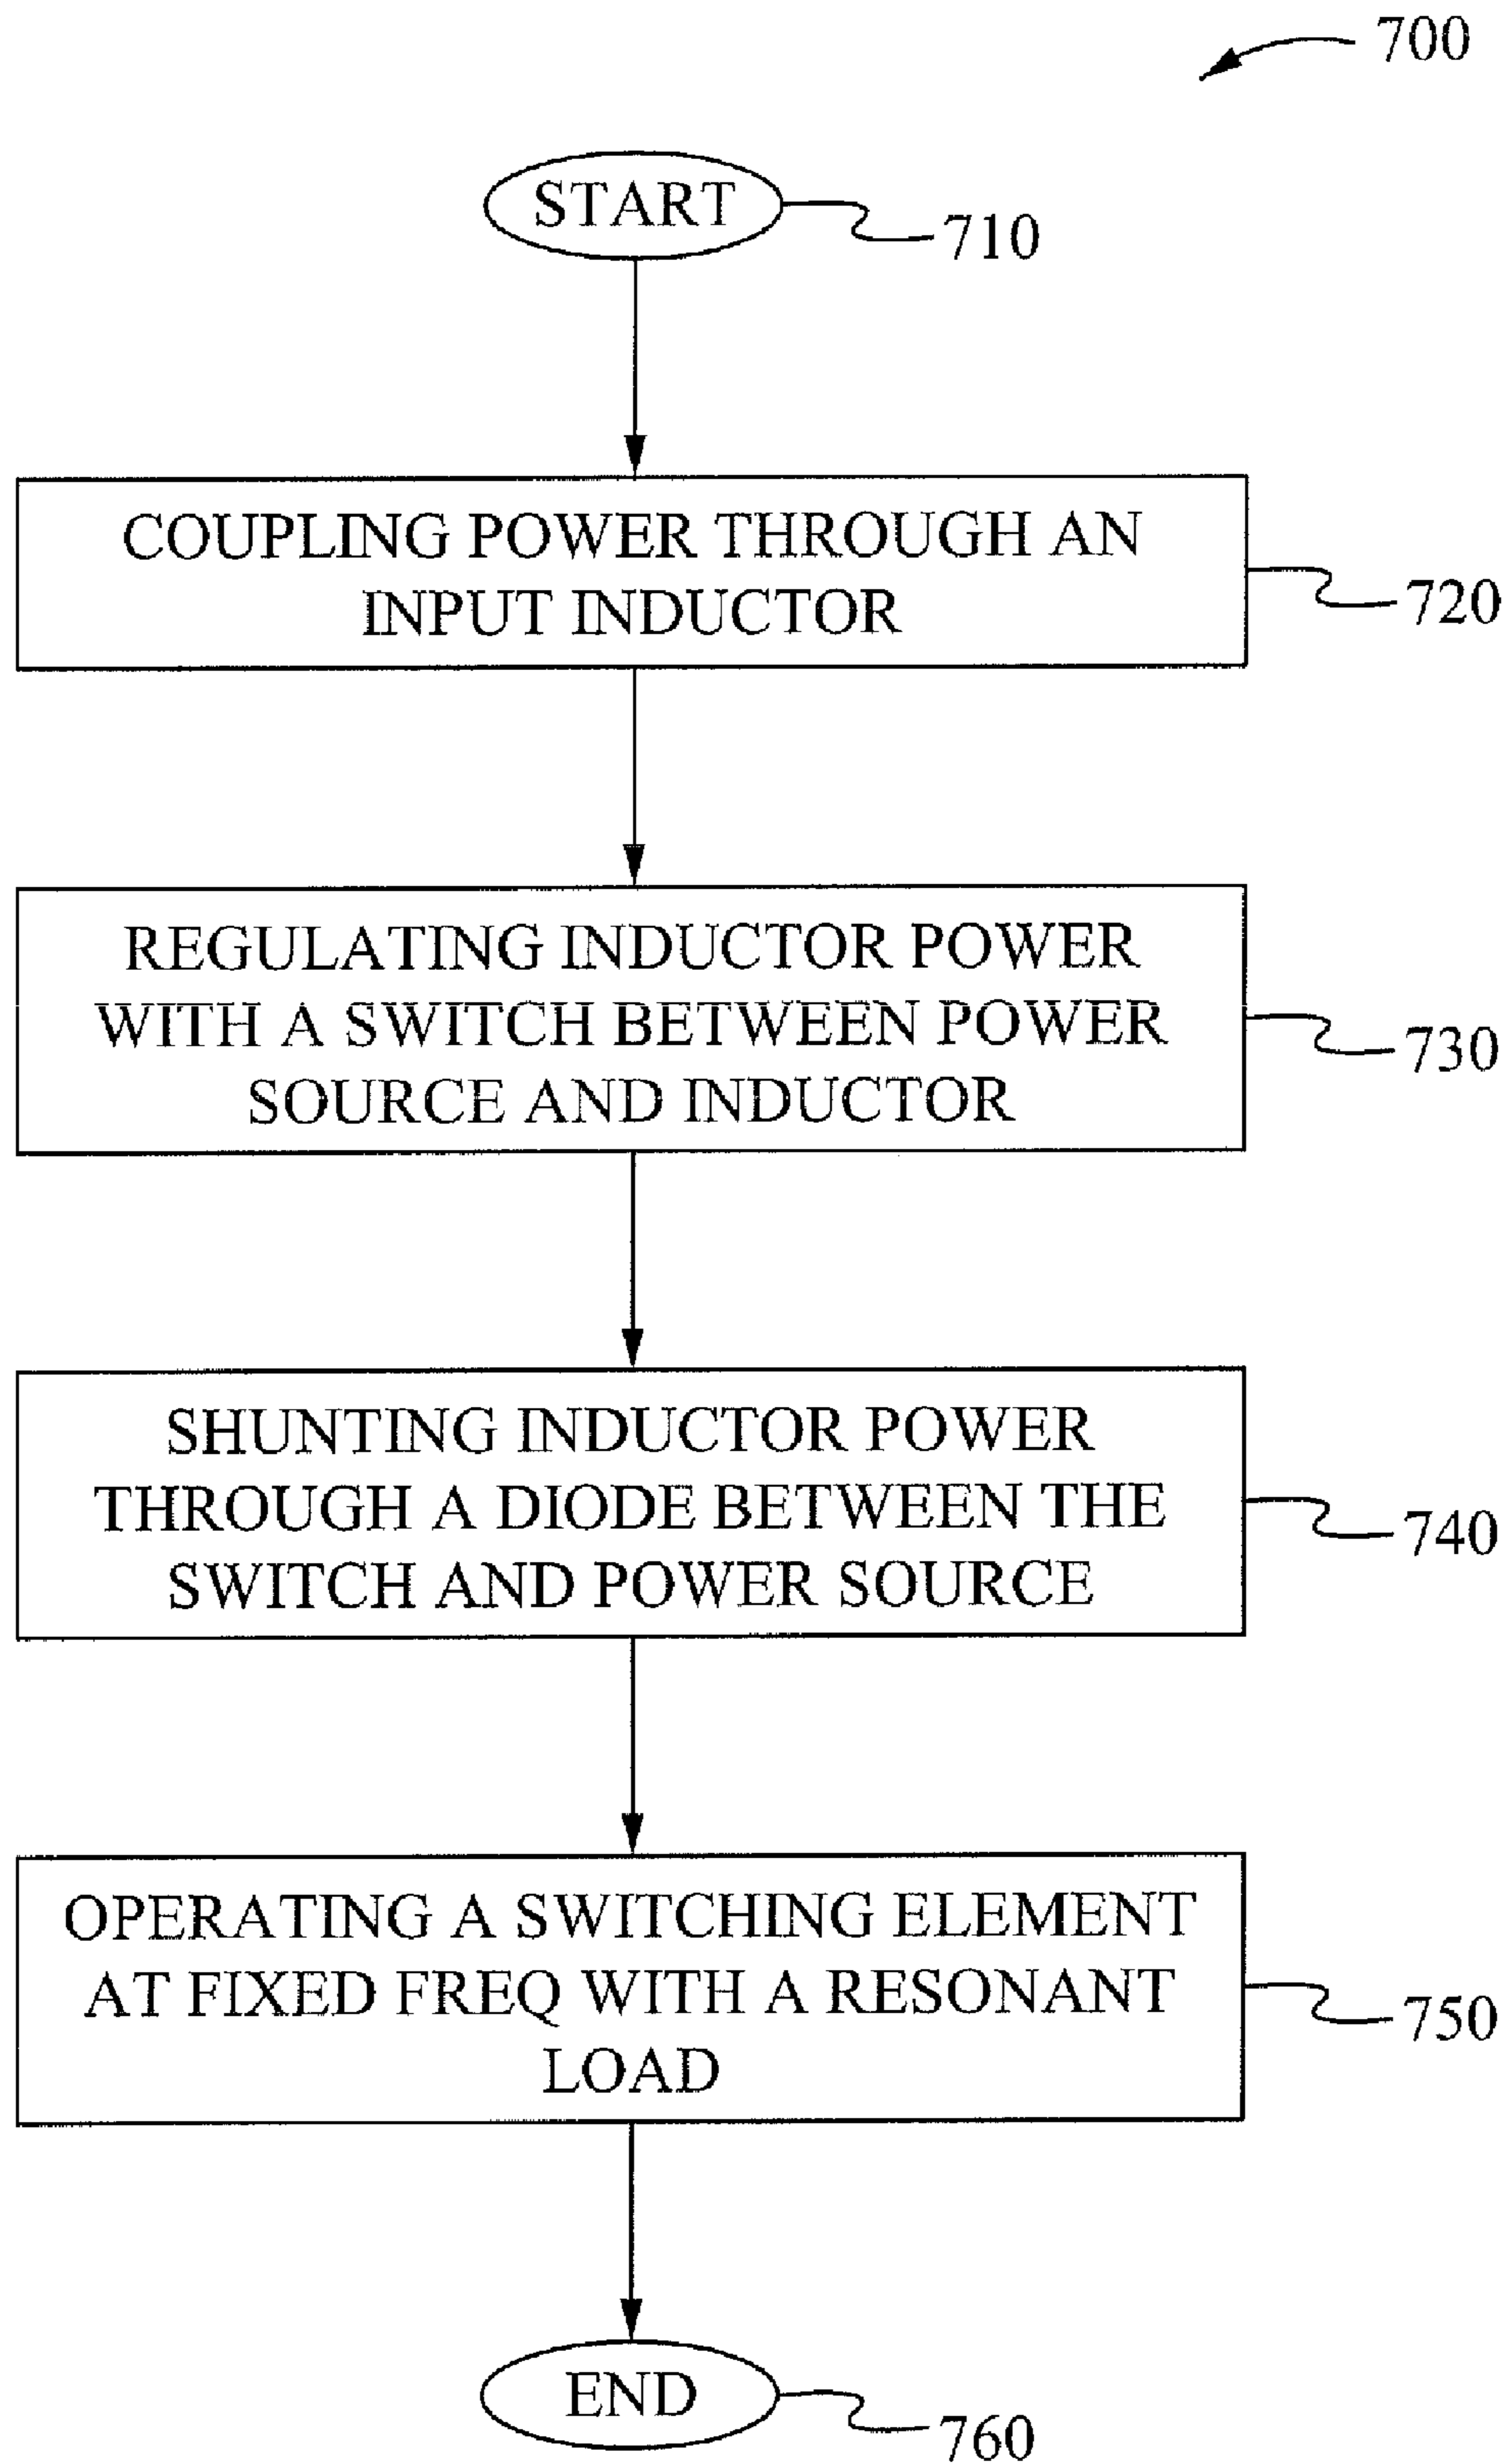 700
START
710
COUPLING POWER THROUGH AN
INPUT INDUCTOR
720
REGULATING INDUCTOR POWER
WITH A SWITCH BETWEEN POWER
SOURCE AND INDUCTOR
730
SHUNTING INDUCTOR POWER
THROUGH A DIODE BETWEEN THE
SWITCH AND POWER SOURCE
740
OPERATING A SWITCHING ELEMENT
AT FIXED FREQ WITH A RESONANT
LOAD
750
END
760